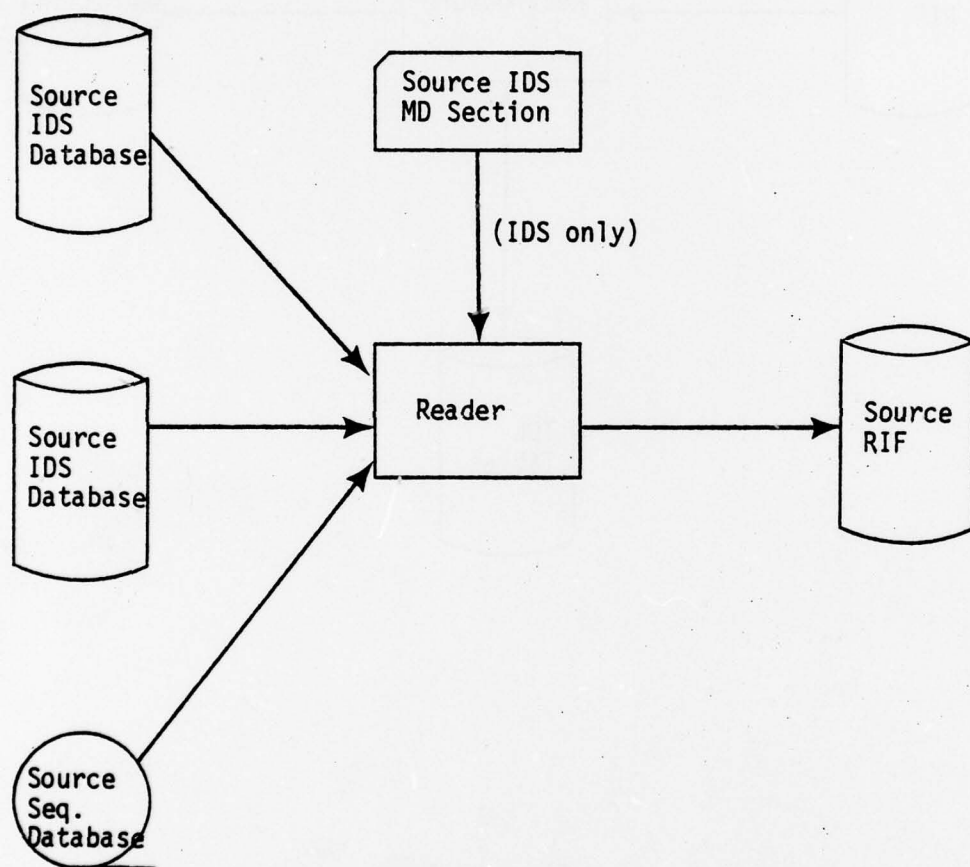 Source
IDS
Database
Source IDS
MD Section
(IDS only)
Reader
Source
IDS
Database
Source
RIF
Source
Seq.
Database